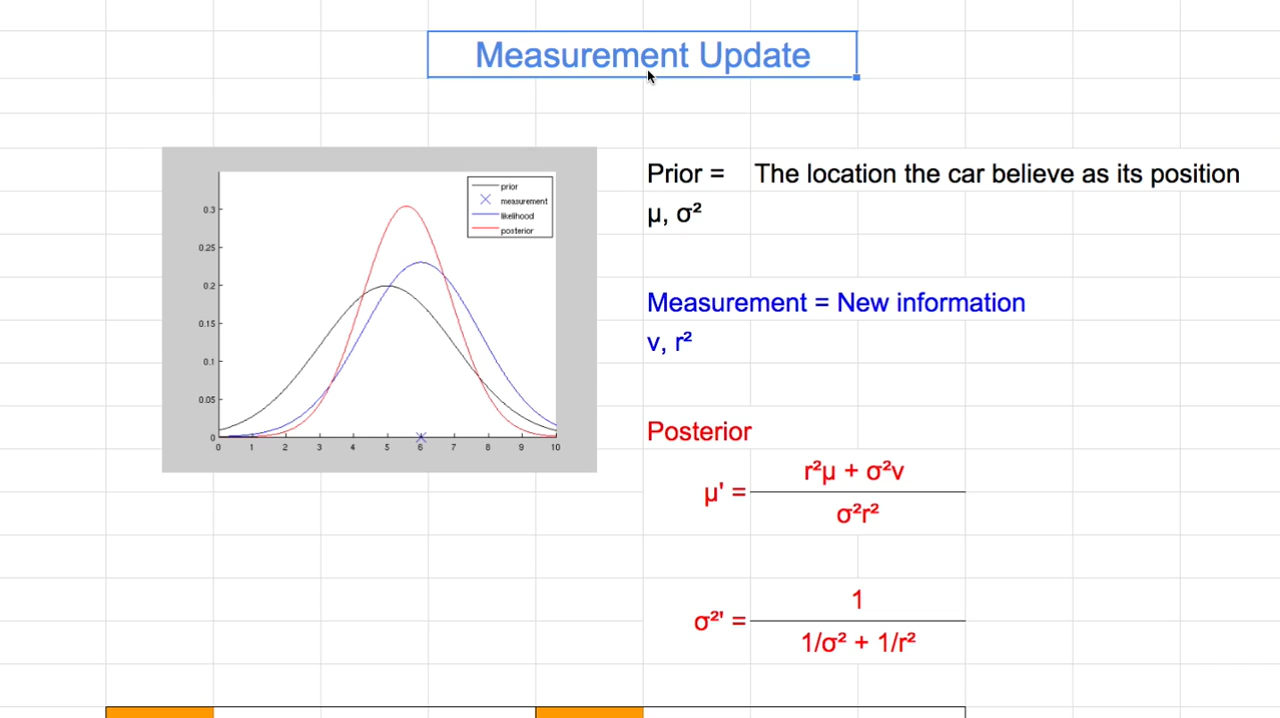 Measurement Update
prior
measurement
likelihood
posterior
0.3
0.25
0.2
0.15
0.1
0.05
0
0 1 2 3 4 5 6 7 8 9 10
Prior = The location the car believe as its position
μ, σ²
Measurement = New information
v, r²
Posterior
μ' = r²μ + σ²v
σ²r²
σ²' = 1
1/σ² + 1/r²